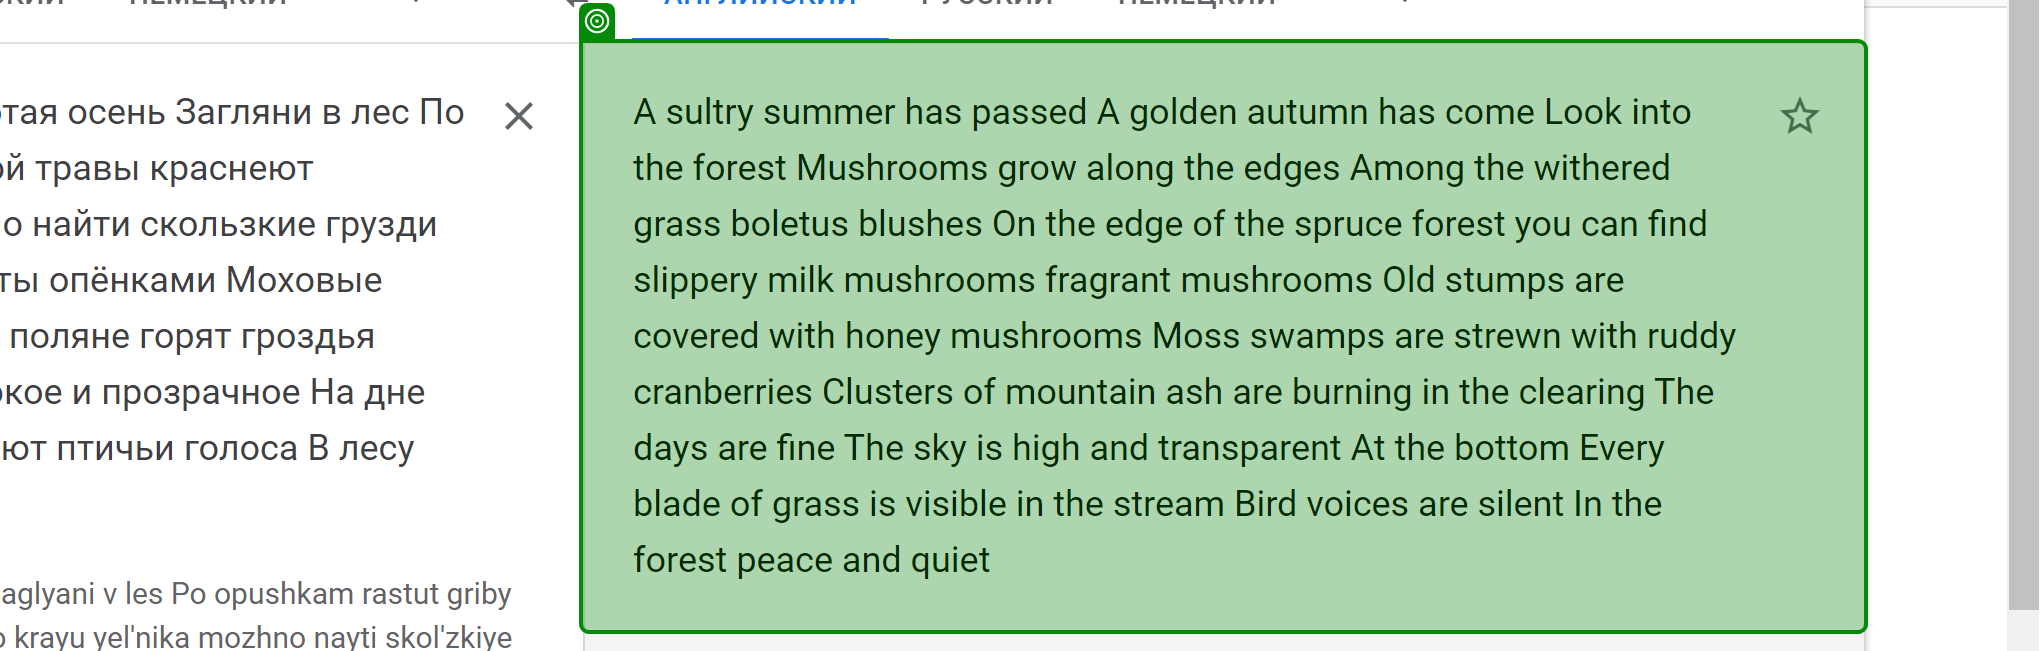 НЕМЕЦКИЙ
АНГЛИЙСКИЙ РУССКИЙ НЕМЕЦКИЙ
осень Загляни в лес По
травы краснеют
найти скользкие грузди
опёнками Моховые
поляне горят гроздья
и прозрачное На дне
птичьи голоса В лесу
aglyani v les Po opushkam rastut griby
krayu yel'nika mozhno nayti skol'zkiye
A sultry summer has passed A golden autumn has come Look into
the forest Mushrooms grow along the edges Among the withered
grass boletus blushes On the edge of the spruce forest you can find
slippery milk mushrooms fragrant mushrooms Old stumps are
covered with honey mushrooms Moss swamps are strewn with ruddy
cranberries Clusters of mountain ash are burning in the clearing The
days are fine The sky is high and transparent At the bottom Every
blade of grass is visible in the stream Bird voices are silent In the
forest peace and quiet